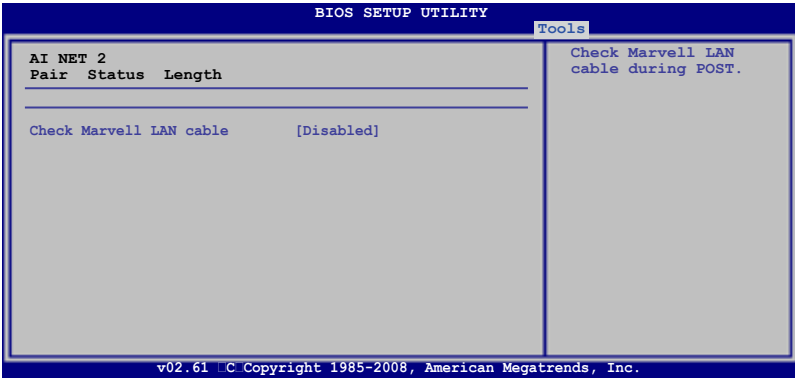 BIOS SETUP UTILITY
Tools
AI NET 2
Pair Status Length
Check Marvell LAN cable [Disabled]
Check Marvell LAN
cable during POST.
v02.61 □C□Copyright 1985-2008, American Megatrends, Inc.